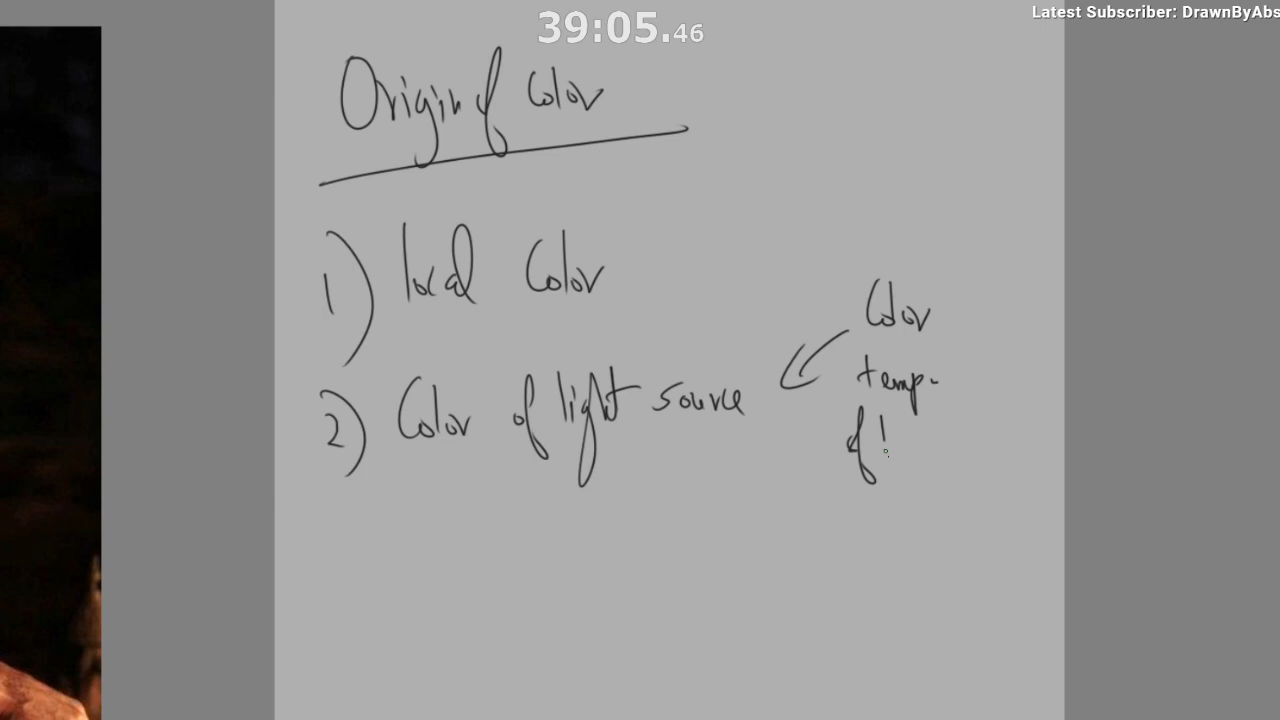 39:05.46
Latest Subscriber: DrawnByAbs
Origin of Color
1) local Color
2) Color of light source
Color
temp.
of